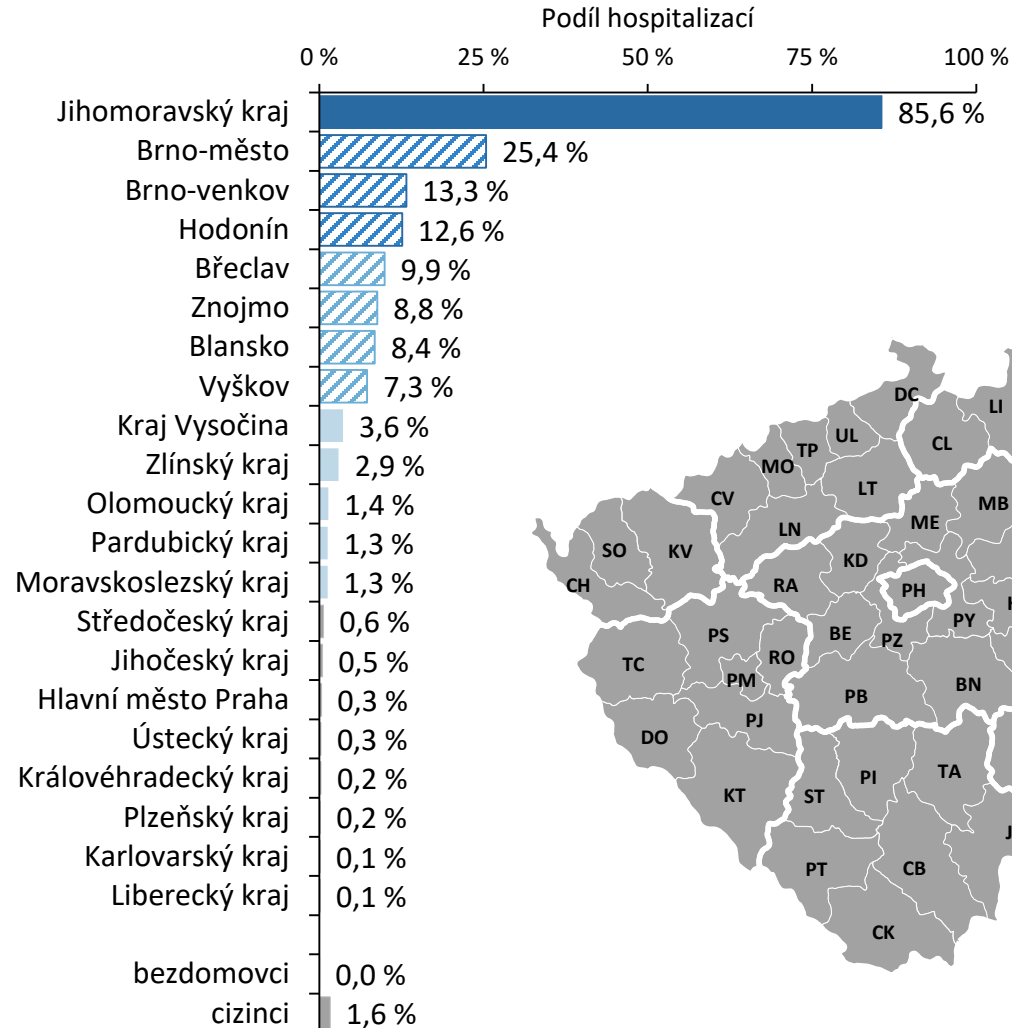 Podíl hospitalizací
0 % 25 % 50 % 75 % 100 %
Jihomoravský kraj 85,6 %
Brno-město 25,4 %
Brno-venkov 13,3 %
Hodonín 12,6 %
Břeclav 9,9 %
Znojmo 8,8 %
Blansko 8,4 %
Vyškov 7,3 %
Kraj Vysočina 3,6 %
Zlínský kraj 2,9 %
Olomoucký kraj 1,4 %
Pardubický kraj 1,3 %
Moravskoslezský kraj 1,3 %
Středočeský kraj 0,6 %
Jihočeský kraj 0,5 %
Hlavní město Praha 0,3 %
Ústecký kraj 0,3 %
Královéhradecký kraj 0,2 %
Plzeňský kraj 0,2 %
Karlovarský kraj 0,1 %
Liberecký kraj 0,1 %
bezdomovci 0,0 %
cizinci 1,6 %
DC
LI
UL
CL
TP
MO
LT
CV
MB
ME
LN
SO
KV
KD
CH
RA
PH
PY
PS
BE
PZ
RO
TC
PM
BN
PB
PJ
DO
TA
PI
KT
ST
PT
CB
CK